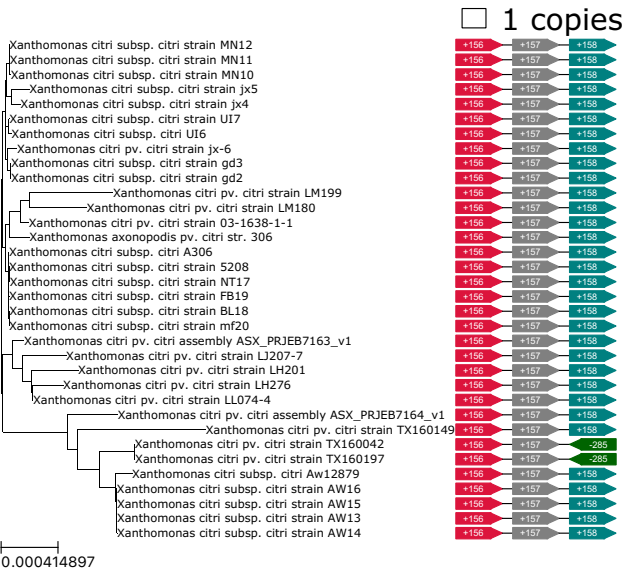 1 copies
Xanthomonas citri subsp. citri strain MN12 +156 +157 +158
Xanthomonas citri subsp. citri strain MN11 +156 +157 +158
Xanthomonas citri subsp. citri strain MN10 +156 +157 +158
Xanthomonas citri subsp. citri strain jx5 +156 +157 +158
Xanthomonas citri subsp. citri strain jx4 +156 +157 +158
Xanthomonas citri subsp. citri strain UI7 +156 +157 +158
Xanthomonas citri subsp. citri UI6 +156 +157 +158
Xanthomonas citri pv. citri strain jx-6 +156 +157 +158
Xanthomonas citri subsp. citri strain gd3 +156 +157 +158
Xanthomonas citri subsp. citri strain gd2 +156 +157 +158
Xanthomonas citri pv. citri strain LM199 +156 +157 +158
Xanthomonas citri pv. citri strain LM180 +156 +157 +158
Xanthomonas citri pv. citri strain 03-1638-1-1 +156 +157 +158
Xanthomonas axonopodis pv. citri str. 306 +156 +157 +158
Xanthomonas citri subsp. citri A306 +156 +157 +158
Xanthomonas citri subsp. citri strain 5208 +156 +157 +158
Xanthomonas citri subsp. citri strain NT17 +156 +157 +158
Xanthomonas citri subsp. citri strain FB19 +156 +157 +158
Xanthomonas citri subsp. citri strain BL18 +156 +157 +158
Xanthomonas citri subsp. citri strain mf20 +156 +157 +158
Xanthomonas citri pv. citri assembly ASX_PRJEB7163_v1 +156 +157 +158
Xanthomonas citri pv. citri strain LJ207-7 +156 +157 +158
Xanthomonas citri pv. citri strain LH201 +156 +157 +158
Xanthomonas citri pv. citri strain LH276 +156 +157 +158
Xanthomonas citri pv. citri strain LL074-4 +156 +157 +158
Xanthomonas citri pv. citri assembly ASX_PRJEB7164_v1 +156 +157 +158
Xanthomonas citri pv. citri strain TX160149 +156 +157 +158
Xanthomonas citri pv. citri strain TX160042 +156 +157 -285
Xanthomonas citri pv. citri strain TX160197 +156 +157 -285
Xanthomonas citri subsp. citri Aw12879 +156 +157 +158
Xanthomonas citri subsp. citri strain AW16 +156 +157 +158
Xanthomonas citri subsp. citri strain AW15 +156 +157 +158
Xanthomonas citri subsp. citri strain AW13 +156 +157 +158
Xanthomonas citri subsp. citri strain AW14 +156 +157 +158
0.000414897